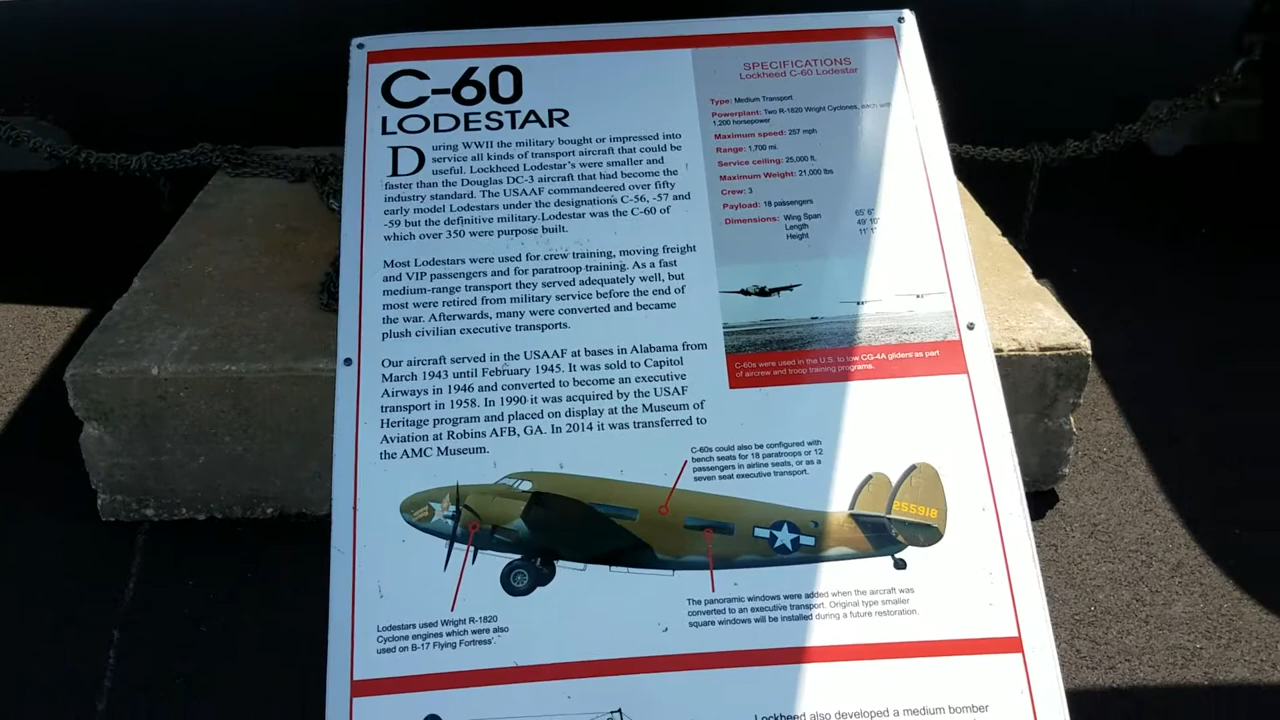 C-60
LODESTAR
During WWII the military bought or impressed into
service all kinds of transport aircraft that could be
useful. Lockheed Lodestar's were smaller and
faster than the Douglas DC-3 aircraft that had become the
industry standard. The USAAF commandeered over fifty
early model Lodestars under the designations C-56, -57 and
-59 but the definitive military Lodestar was the C-60 of
which over 350 were purpose built.
Most Lodestars were used for crew training, moving freight
and VIP passengers and for paratroop training. As a fast
medium-range transport they served adequately well, but
most were retired from military service before the end of
the war. Afterwards, many were converted and became
plush civilian executive transports.
Our aircraft served in the USAAF at bases in Alabama from
March 1943 until February 1945. It was sold to Capitol
Airways in 1946 and converted to become an executive
transport in 1958. In 1990 it was acquired by the USAF
Heritage program and placed on display at the Museum of
Aviation at Robins AFB, GA. In 2014 it was transferred to
the AMC Museum.
SPECIFICATIONS
Lockheed C-60 Lodestar
Type: Medium Transport
Powerplant: Two R-1820 Wright Cyclones, each with
1,200 horsepower
Maximum speed: 257 mph
Range: 1,700 mi.
Service ceiling: 25,000 ft.
Maximum Weight: 21,000 lbs
Crew: 3
Payload: 18 passengers
Dimensions: Wing Span 65' 6"
Length 49' 10"
Height 11' 1"
C-60s were used in the U.S. to tow CG-4A gliders as part
of aircrew and troop training programs.
C-60s could also be configured with
bench seats for 18 paratroops or 12
passengers in airline seats, or as a
seven seat executive transport.
255918
The panoramic windows were added when the aircraft was
converted to an executive transport. Original type smaller
square windows will be installed during a future restoration.
Lodestars used Wright R-1820
Cyclone engines which were also
used on B-17 Flying Fortress'.
Lockheed also developed a medium bomber